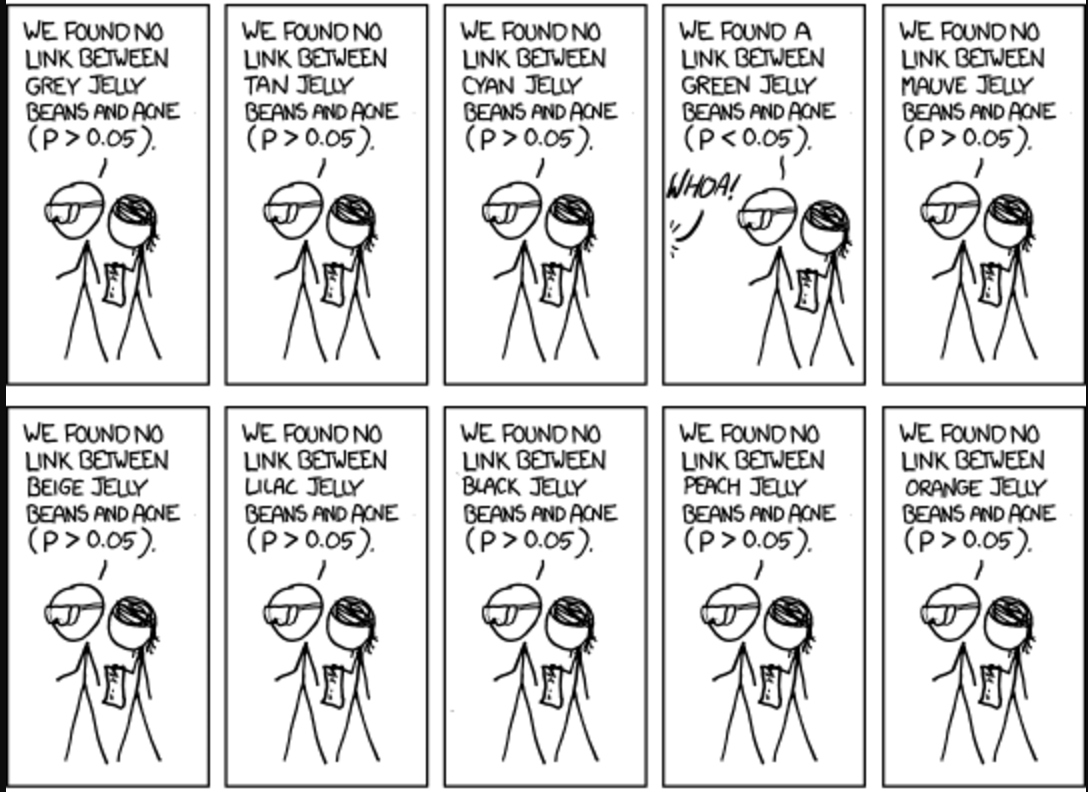 WE FOUND NO
LINK BETWEEN
GREY JELLY
BEANS AND ACNE
(P > 0.05).
WE FOUND NO
LINK BETWEEN
TAN JELLY
BEANS AND ACNE
(P > 0.05).
WE FOUND NO
LINK BETWEEN
CYAN JELLY
BEANS AND ACNE
(P > 0.05).
WE FOUND A
LINK BETWEEN
GREEN JELLY
BEANS AND ACNE
(P < 0.05).
WHOA!
WE FOUND NO
LINK BETWEEN
MAUVE JELLY
BEANS AND ACNE
(P > 0.05).
WE FOUND NO
LINK BETWEEN
BEIGE JELLY
BEANS AND ACNE
(P > 0.05).
WE FOUND NO
LINK BETWEEN
LILAC JELLY
BEANS AND ACNE
(P > 0.05).
WE FOUND NO
LINK BETWEEN
BLACK JELLY
BEANS AND ACNE
(P > 0.05).
WE FOUND NO
LINK BETWEEN
PEACH JELLY
BEANS AND ACNE
(P > 0.05).
WE FOUND NO
LINK BETWEEN
ORANGE JELLY
BEANS AND ACNE
(P > 0.05).